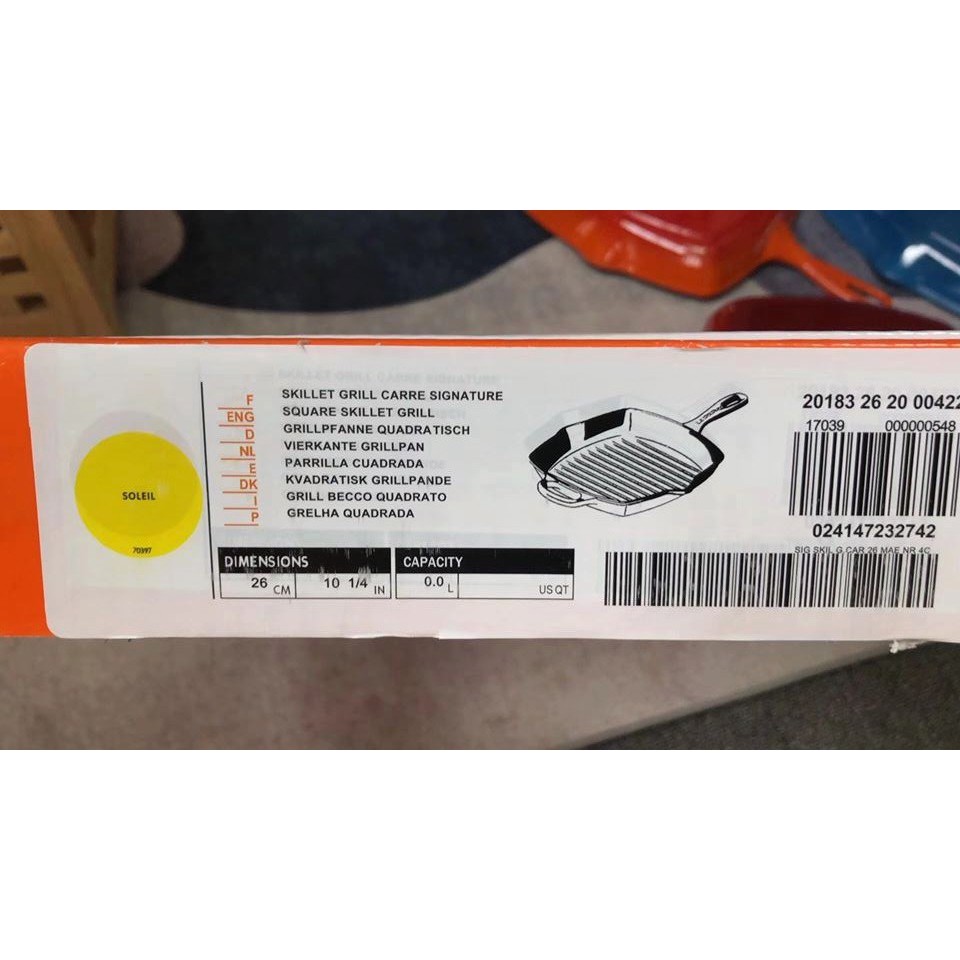 SOLEIL
70397
F SKILLET GRILL CARRE SIGNATURE
ENG SQUARE SKILLET GRILL
D GRILLPFANNE QUADRATISCH
NL VIERKANTE GRILLPAN
E PARRILLA CUADRADA
DK KVADRATISK GRILLPANDE
I GRILL BECCO QUADRATO
P GRELHA QUADRADA
DIMENSIONS
26 CM 10 1/4 IN
CAPACITY
0.0 L US QT
20183 26 20 00422
17039 000000548
024147232742
SIG SKIL G.CAR 26 MAE NR 4C